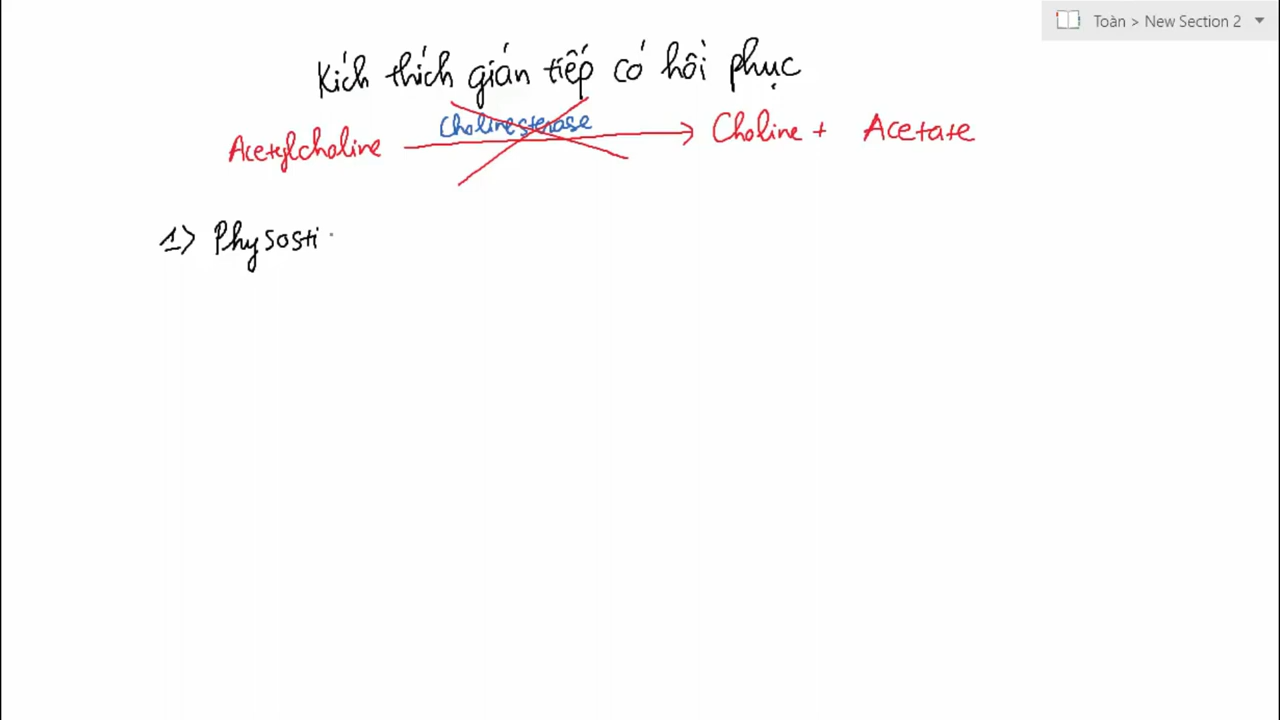 Toàn > New Section 2
Kích thích gián tiếp có hồi phục
Cholinesterase
Acetylcholine → Choline + Acetate
1) Physosti